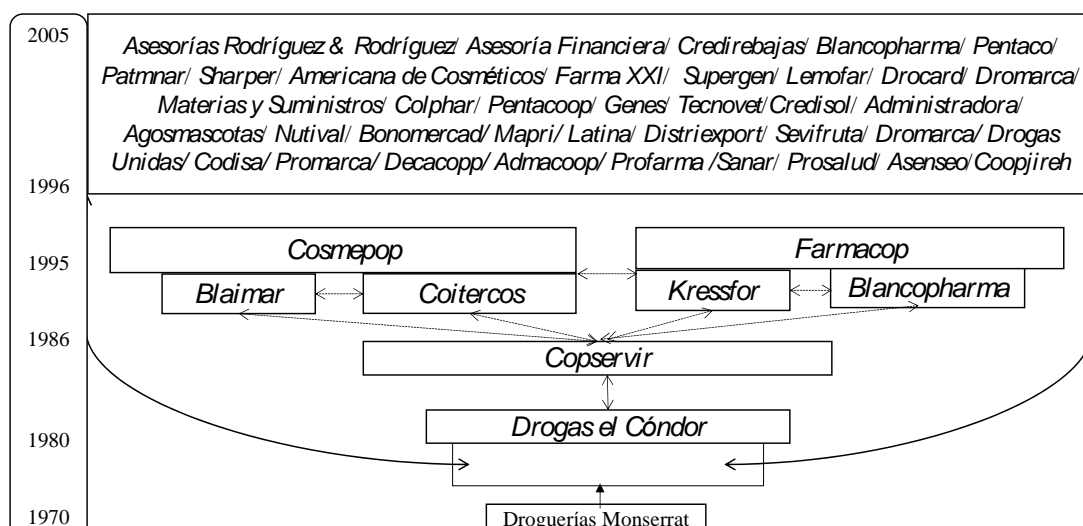 2005
Asesorías Rodríguez & Rodríguez/ Asesoría Financiera/ Credirebajas/ Blancopharma/ Pentaco/
Patmnar/ Sharper/ Americana de Cosméticos/ Farma XXI/ Supergen/ Lemofar/ Drocard/ Dromarca/
Materias y Suministros/ Colphar/ Pentacoop/ Genes/ Tecnovet/Credisol/ Administradora/
Agosmascotas/ Nutival/ Bonomercad/ Mapri/ Latina/ Distriexport/ Sevifruta/ Dromarca/ Drogas
Unidas/ Codisa/ Promarca/ Decacopp/ Admacoop/ Profarma /Sanar/ Prosalud/ Asenseo/Coopjireh
1996
Cosmepop
Farmacop
1995
Blaimar
Coitercos
Kressfor
Blancopharma
1986
Copservir
Drogas el Cóndor
1980
1970
Droguerías Monserrat